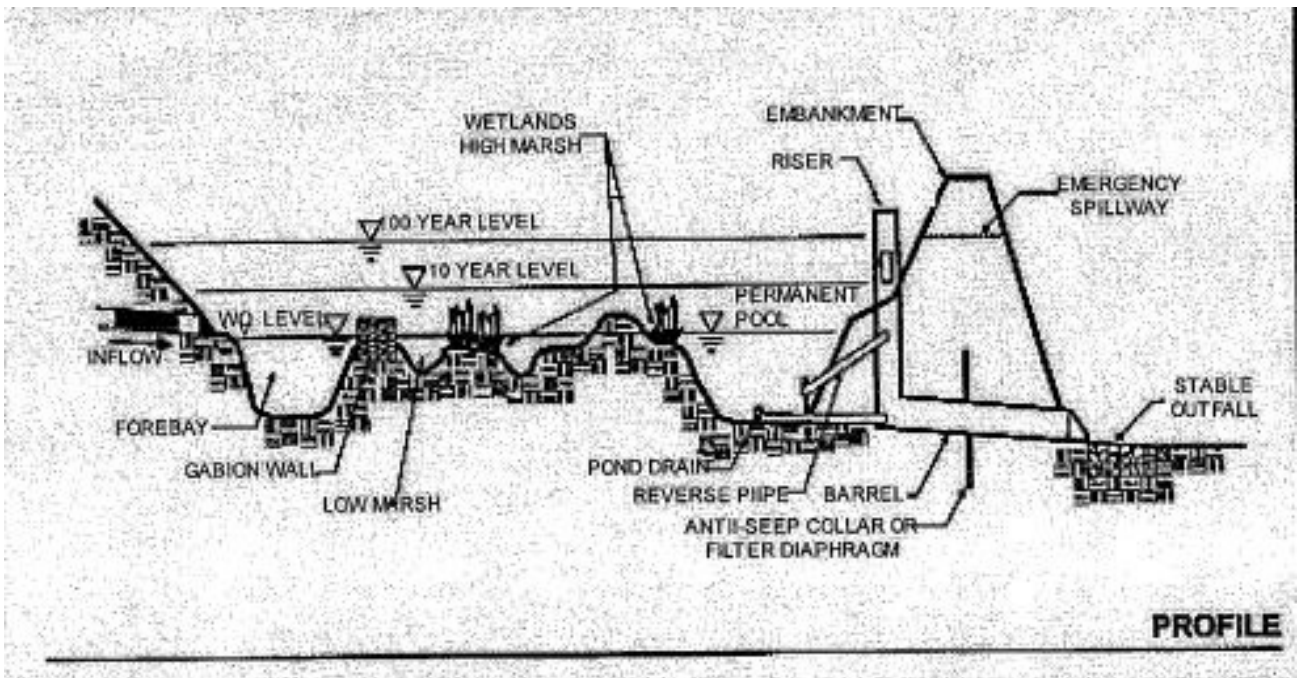 WETLANDS
HIGH MARSH
EMBANKMENT
RISER
EMERGENCY
SPILLWAY
100 YEAR LEVEL
10 YEAR LEVEL
PERMANENT
POOL
WQ LEVEL
INFLOW
STABLE
OUTFALL
FOREBAY
GABION WALL
LOW MARSH
POND DRAIN
REVERSE PIIPE
BARREL
ANTII-SEEP COLLAR OR
FILTER DIAPHRAGM
PROFILE